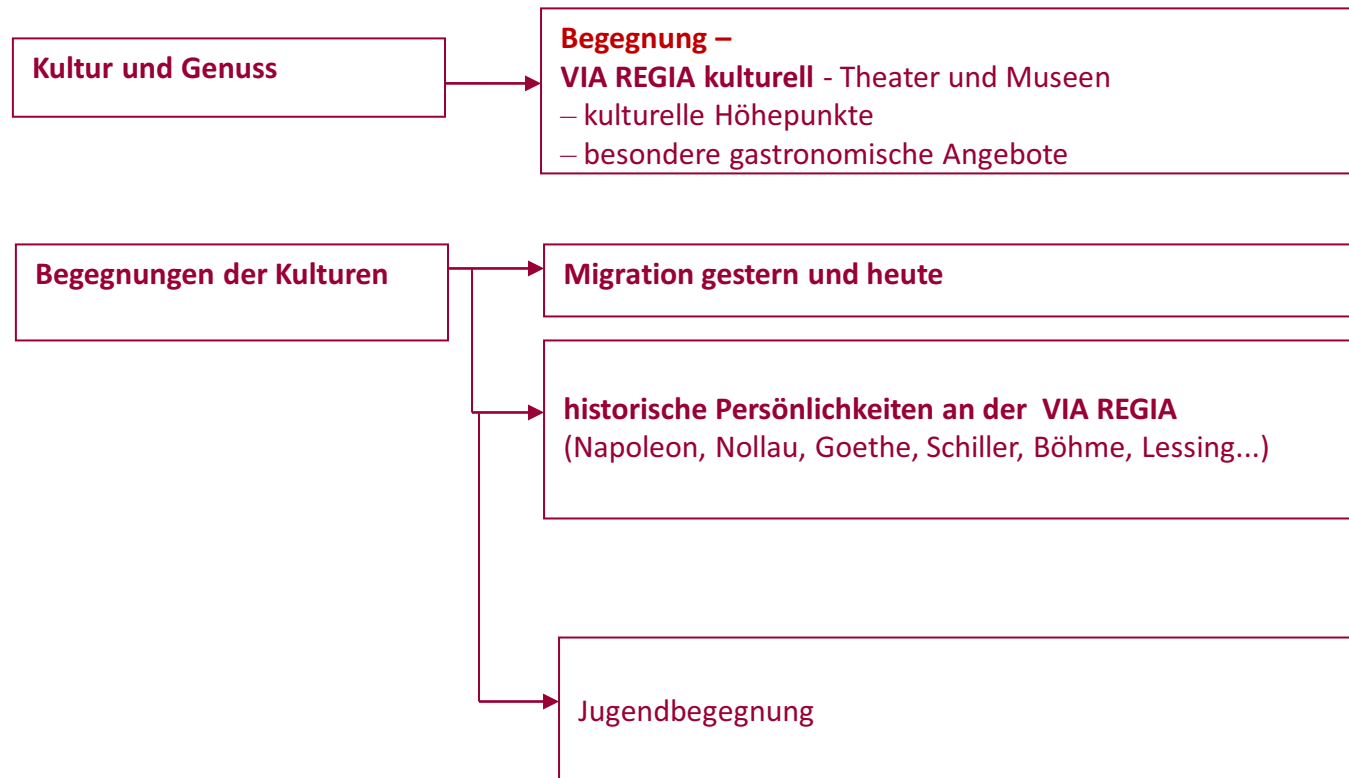 Kultur und Genuss
Begegnung –
VIA REGIA kulturell - Theater und Museen
– kulturelle Höhepunkte
– besondere gastronomische Angebote
Begegnungen der Kulturen
Migration gestern und heute
historische Persönlichkeiten an der VIA REGIA
(Napoleon, Nollau, Goethe, Schiller, Böhme, Lessing...)
Jugendbegegnung